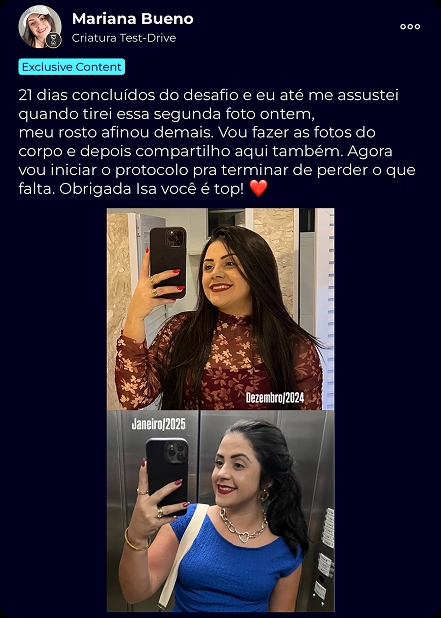 Mariana Bueno
Criatura Test-Drive
Exclusive Content
21 dias concluídos do desafio e eu até me assustei
quando tirei essa segunda foto ontem,
meu rosto afinou demais. Vou fazer as fotos do
corpo e depois compartilho aqui também. Agora
vou iniciar o protocolo pra terminar de perder o que
falta. Obrigada Isa você é top! ❤️
Dezembro/2024
Janeiro/2025